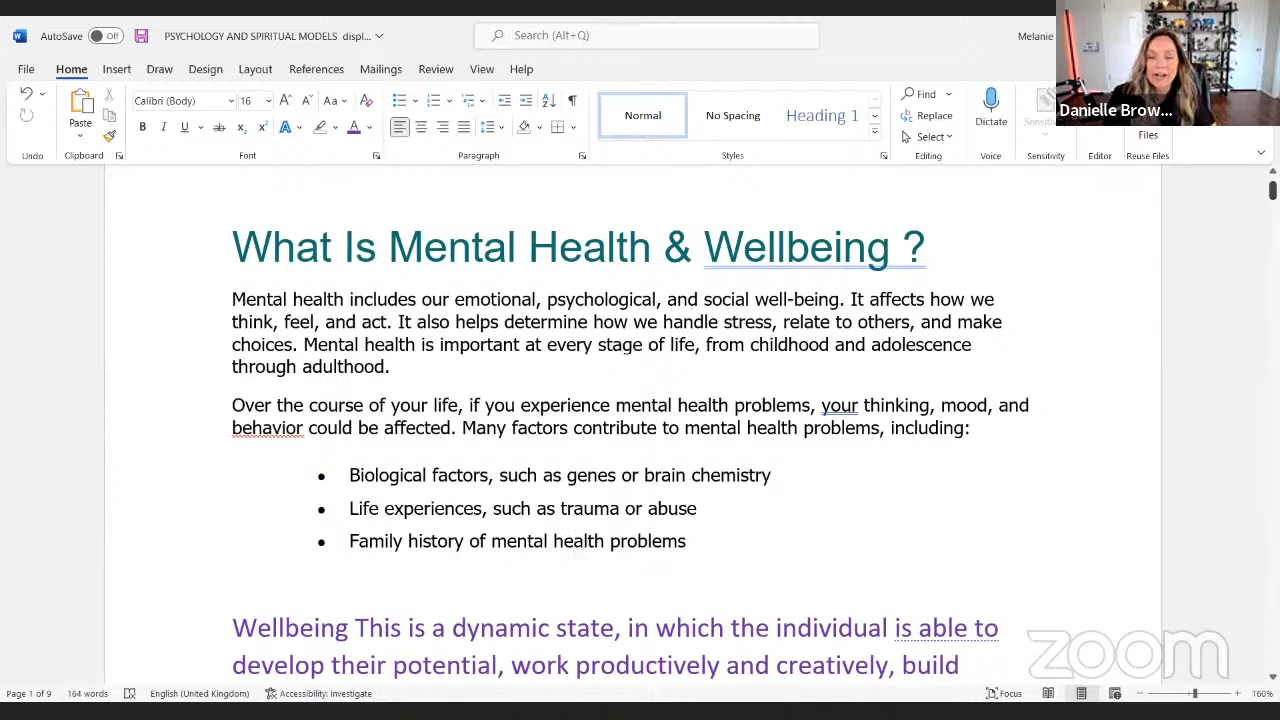 AutoSave Off PSYCHOLOGY AND SPIRITUAL MODELS displ... Search (Alt+Q) Melanie
File Home Insert Draw Design Layout References Mailings Review View Help
Danielle Brow...
Calibri (Body) 16 Aa Find
Paste Normal No Spacing Heading 1 Replace Dictate Sensitivity
Select Files
Undo Clipboard Font Paragraph Styles Editing Voice Sensitivity Editor Reuse Files
What Is Mental Health & Wellbeing ?
Mental health includes our emotional, psychological, and social well-being. It affects how we
think, feel, and act. It also helps determine how we handle stress, relate to others, and make
choices. Mental health is important at every stage of life, from childhood and adolescence
through adulthood.
Over the course of your life, if you experience mental health problems, your thinking, mood, and
behavior could be affected. Many factors contribute to mental health problems, including:
• Biological factors, such as genes or brain chemistry
• Life experiences, such as trauma or abuse
• Family history of mental health problems
Wellbeing This is a dynamic state, in which the individual is able to
develop their potential, work productively and creatively, build
zoom
Page 1 of 9 164 words English (United Kingdom) Accessibility: Investigate Focus 160%